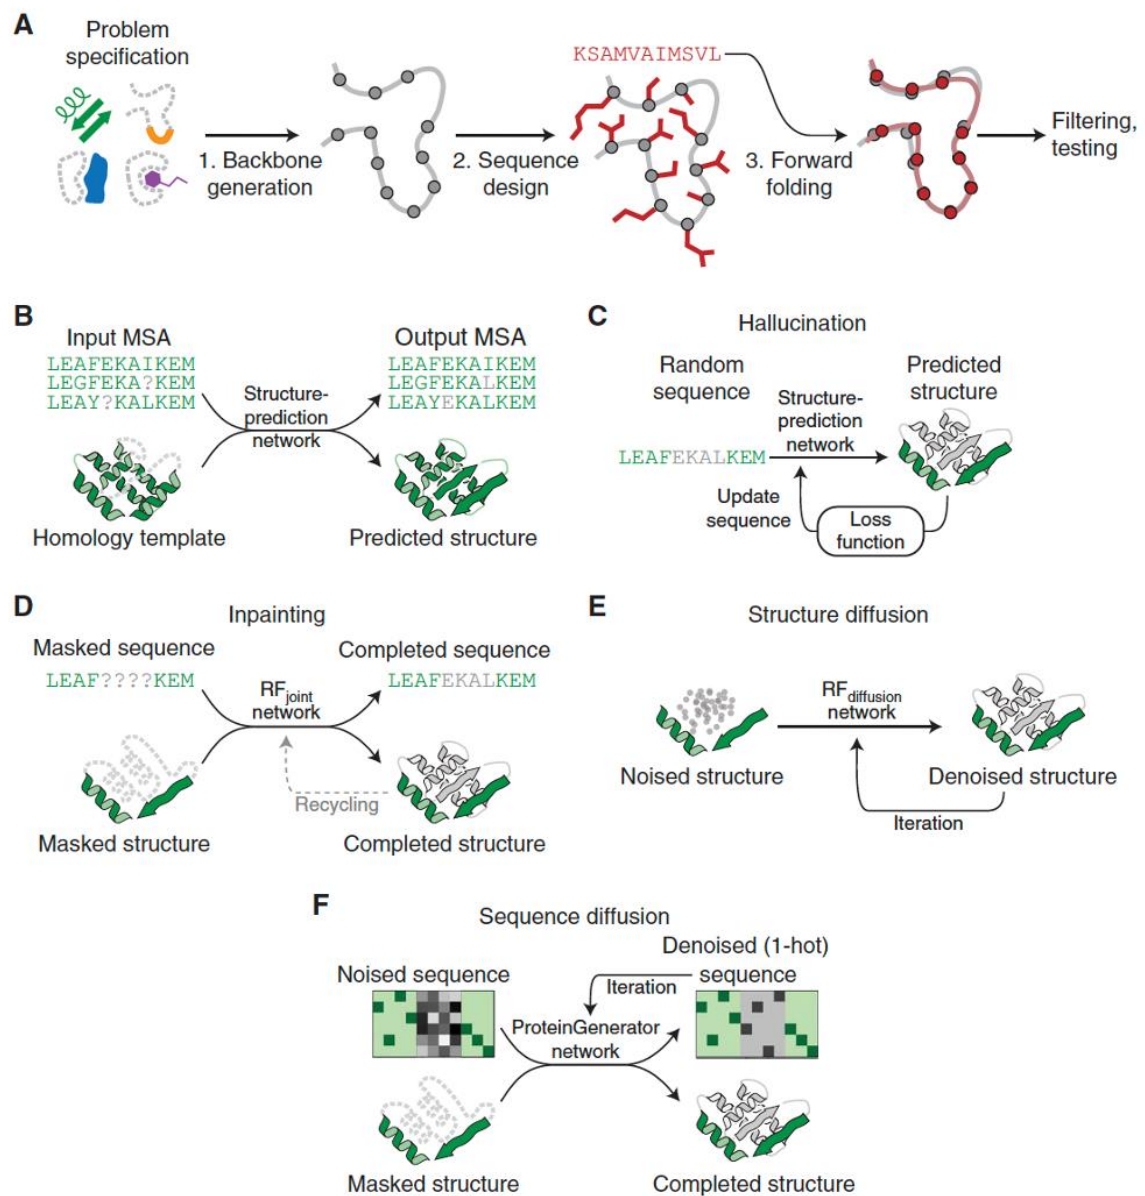 A
Problem
specification
KSAMVAIMSVL
1. Backbone
generation
2. Sequence
design
3. Forward
folding
Filtering,
testing
B
Input MSA
LEAFEKAIKEM
LEGFEKA?KEM
LEAY?KALKEM
Structure-
prediction
network
Output MSA
LEAFEKAIKEM
LEGFEKALKEM
LEAYEKALKEM
Homology template
Predicted structure
C
Hallucination
Random
sequence
Structure-
prediction
network
Predicted
structure
LEAFEKALKEM
Update
sequence
Loss
function
D
Inpainting
Masked sequence
LEAF????KEM
RFjoint
network
Completed sequence
LEAFEKALKEM
Recycling
Masked structure
Completed structure
E
Structure diffusion
RFdiffusion
network
Noised structure
Denoised structure
Iteration
F
Sequence diffusion
Noised sequence
Denoised (1-hot)
sequence
Iteration
ProteinGenerator
network
Masked structure
Completed structure